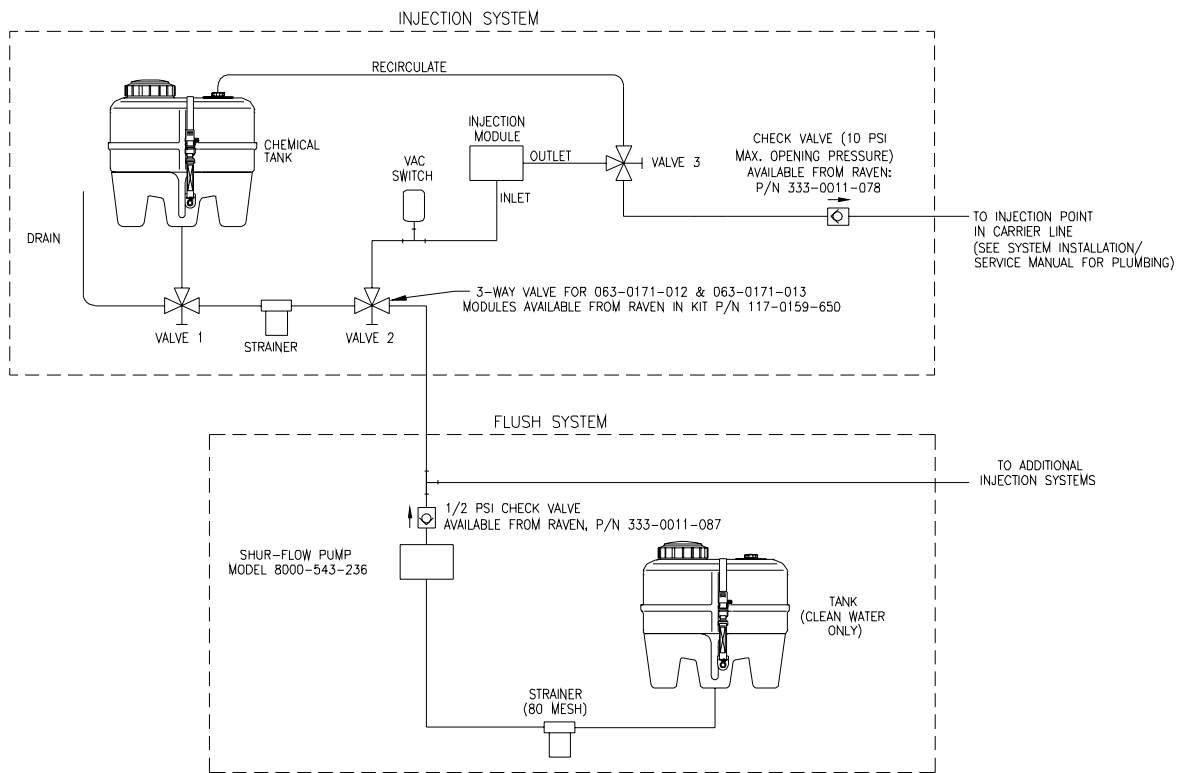 INJECTION SYSTEM
RECIRCULATE
CHEMICAL
TANK
VAC
SWITCH
INJECTION
MODULE
OUTLET
INLET
VALVE 3
CHECK VALVE (10 PSI
MAX. OPENING PRESSURE)
AVAILABLE FROM RAVEN:
P/N 333-0011-078
TO INJECTION POINT
IN CARRIER LINE
(SEE SYSTEM INSTALLATION/
SERVICE MANUAL FOR PLUMBING)
DRAIN
VALVE 1
STRAINER
VALVE 2
3-WAY VALVE FOR 063-0171-012 & 063-0171-013
MODULES AVAILABLE FROM RAVEN IN KIT P/N 117-0159-650
FLUSH SYSTEM
TO ADDITIONAL
INJECTION SYSTEMS
1/2 PSI CHECK VALVE
AVAILABLE FROM RAVEN, P/N 333-0011-087
SHUR-FLOW PUMP
MODEL 8000-543-236
TANK
(CLEAN WATER
ONLY)
STRAINER
(80 MESH)